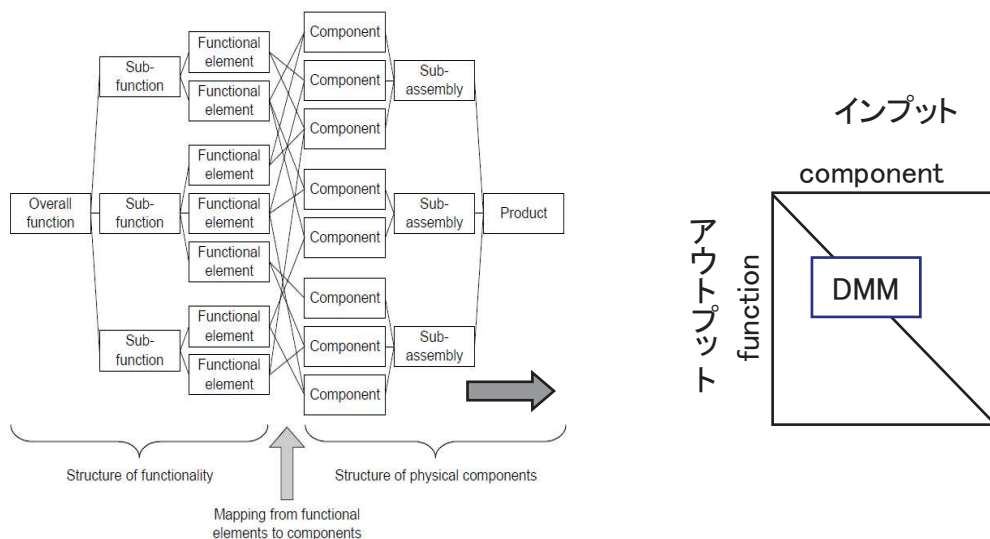 Overall
function
Sub-
function
Sub-
function
Sub-
function
Functional
element
Functional
element
Functional
element
Functional
element
Functional
element
Functional
element
Functional
element
Component
Component
Component
Component
Component
Component
Component
Component
Sub-
assembly
Sub-
assembly
Sub-
assembly
Product
Structure of functionality
Structure of physical components
Mapping from functional
elements to components
インプット
component
アウトプット
function
DMM